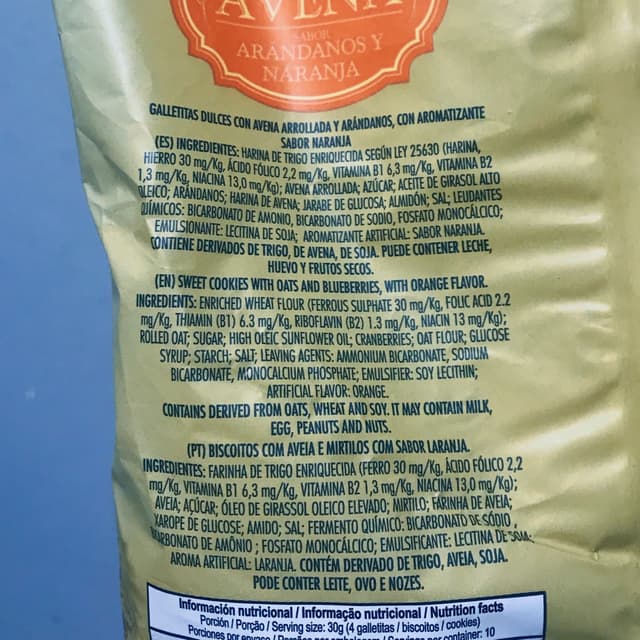 AVENA
SABOR
ARÁNDANOS Y
NARANJA
GALLETITAS DULCES CON AVENA ARROLLADA Y ARÁNDANOS, CON AROMATIZANTE
SABOR NARANJA
(ES) INGREDIENTES: HARINA DE TRIGO ENRIQUECIDA SEGÚN LEY 25630 (HARINA,
HIERRO 30 mg/Kg, ÁCIDO FÓLICO 2,2 mg/Kg, VITAMINA B1 6,3 mg/Kg, VITAMINA B2
1,3 mg/Kg, NIACINA 13,0 mg/Kg); AVENA ARROLLADA; AZÚCAR; ACEITE DE GIRASOL ALTO
OLEICO; ARÁNDANOS; HARINA DE AVENA; JARABE DE GLUCOSA; ALMIDÓN; SAL; LEUDANTES
QUÍMICOS: BICARBONATO DE AMONIO, BICARBONATO DE SODIO, FOSFATO MONOCÁLCICO;
EMULSIONANTE: LECITINA DE SOJA; AROMATIZANTE ARTIFICIAL: SABOR NARANJA.
CONTIENE DERIVADOS DE TRIGO, DE AVENA, DE SOJA. PUEDE CONTENER LECHE,
HUEVO Y FRUTOS SECOS.
(EN) SWEET COOKIES WITH OATS AND BLUEBERRIES, WITH ORANGE FLAVOR.
INGREDIENTS: ENRICHED WHEAT FLOUR (FERROUS SULPHATE 30 mg/Kg, FOLIC ACID 2.2
mg/Kg, THIAMIN (B1) 6.3 mg/Kg, RIBOFLAVIN (B2) 1.3 mg/Kg, NIACIN 13 mg/Kg);
ROLLED OAT; SUGAR; HIGH OLEIC SUNFLOWER OIL; CRANBERRIES; OAT FLOUR; GLUCOSE
SYRUP; STARCH; SALT; LEAVING AGENTS: AMMONIUM BICARBONATE, SODIUM
BICARBONATE, MONOCALCIUM PHOSPHATE; EMULSIFIER: SOY LECITHIN;
ARTIFICIAL FLAVOR: ORANGE.
CONTAINS DERIVED FROM OATS, WHEAT AND SOY. IT MAY CONTAIN MILK,
EGG, PEANUTS AND NUTS.
(PT) BISCOITOS COM AVEIA E MIRTILOS COM SABOR LARANJA.
INGREDIENTES: FARINHA DE TRIGO ENRIQUECIDA (FERRO 30 mg/Kg, ÁCIDO FÓLICO 2,2
mg/Kg, VITAMINA B1 6,3 mg/Kg, VITAMINA B2 1,3 mg/Kg, NIACINA 13,0 mg/Kg);
AVEIA; AÇÚCAR; ÓLEO DE GIRASSOL OLEICO ELEVADO; MIRTILO; FARINHA DE AVEIA;
XAROPE DE GLUCOSE; AMIDO; SAL; FERMENTO QUÍMICO: BICARBONATO DE SÓDIO ,
BICARBONATO DE AMÔNIO ; FOSFATO MONOCÁLCICO; EMULSIFICANTE: LECITINA DE SOJA;
AROMA ARTIFICIAL: LARANJA. CONTÉM DERIVADO DE TRIGO, AVEIA, SOJA.
PODE CONTER LEITE, OVO E NOZES.
Información nutricional / Informação nutricional / Nutrition facts
Porción / Porção / Serving size: 30g (4 galletitas / biscoitos / cookies)
Porciones por envase / Porções por embalagem / Servings per container: 10